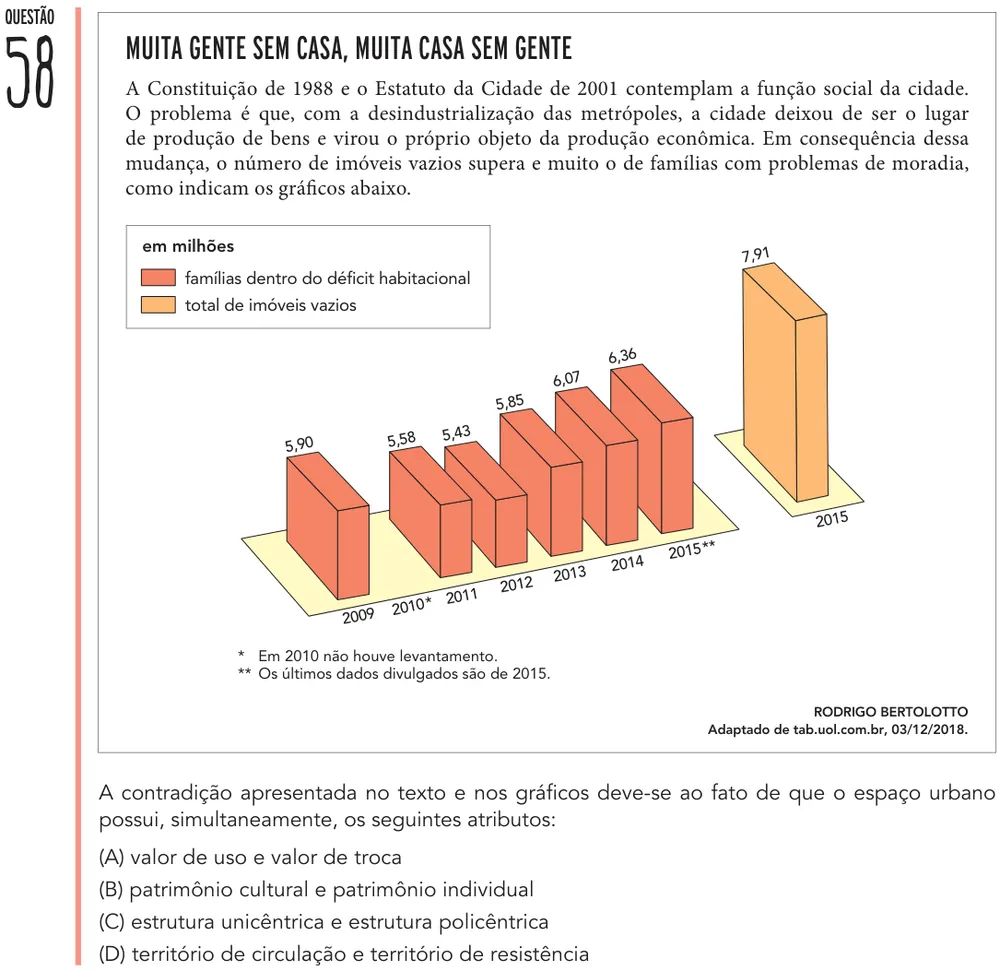 QUESTÃO
58
MUITA GENTE SEM CASA, MUITA CASA SEM GENTE
A Constituição de 1988 e o Estatuto da Cidade de 2001 contemplam a função social da cidade.
O problema é que, com a desindustrialização das metrópoles, a cidade deixou de ser o lugar
de produção de bens e virou o próprio objeto da produção econômica. Em consequência dessa
mudança, o número de imóveis vazios supera e muito o de famílias com problemas de moradia,
como indicam os gráficos abaixo.
em milhões
famílias dentro do déficit habitacional
total de imóveis vazios
5,90
5,58
5,43
5,85
6,07
6,36
7,91
2009
2010*
2011
2012
2013
2014
2015**
2015
* Em 2010 não houve levantamento.
** Os últimos dados divulgados são de 2015.
RODRIGO BERTOLOTTO
Adaptado de tab.uol.com.br, 03/12/2018.
A contradição apresentada no texto e nos gráficos deve-se ao fato de que o espaço urbano
possui, simultaneamente, os seguintes atributos:
(A) valor de uso e valor de troca
(B) patrimônio cultural e patrimônio individual
(C) estrutura unicêntrica e estrutura policêntrica
(D) território de circulação e território de resistência